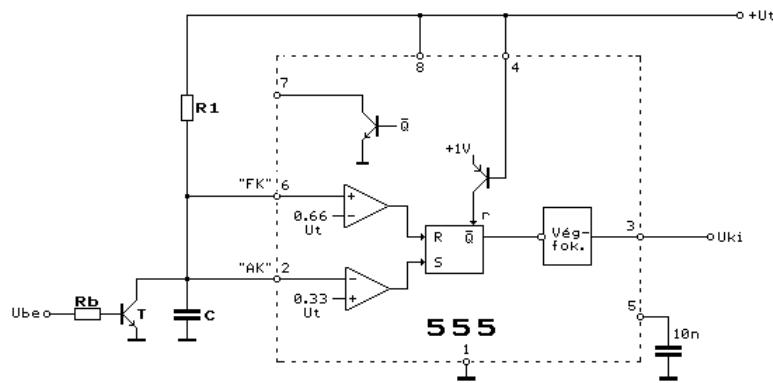 +Ut
8
4
7
R1
Q̅
+1V
"FK" 6
+
−
0.66
Ut
r
R Q̅
S
Vég-
fok.
3
Uki
"AK" 2
−
+
0.33
Ut
Ube
Rb
T
C
555
5
10n
1